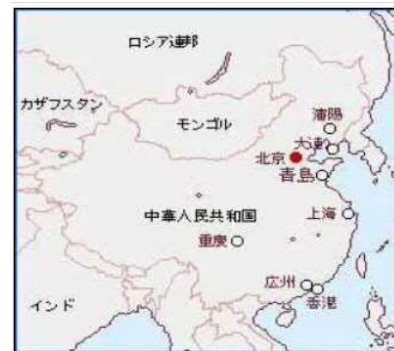 ロシア連邦
カザフスタン
モンゴル
瀋陽
大連
北京
青島
中華人民共和国
上海
重慶
広州
香港
インド